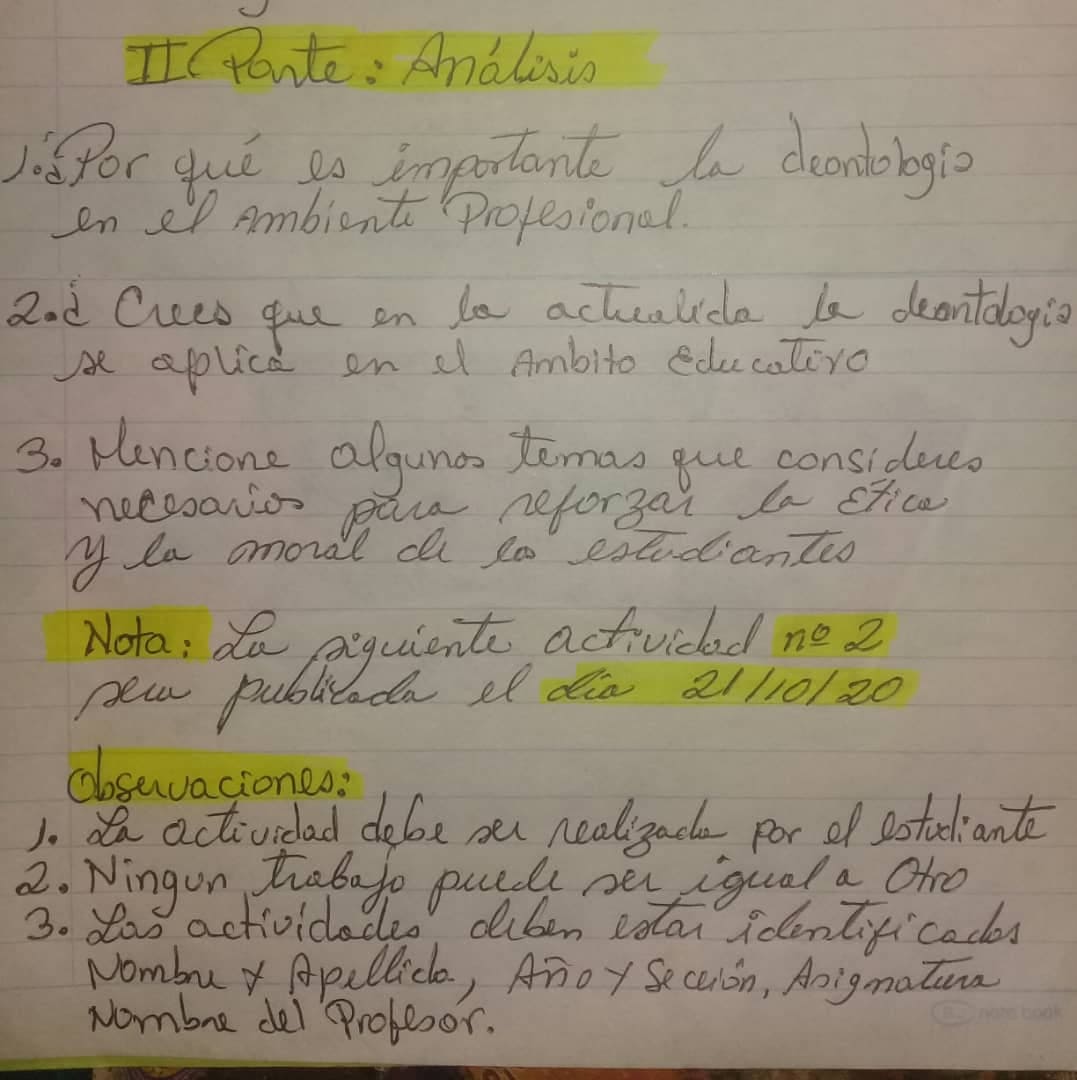 II Parte: Análisis
1. ¿Por qué es importante la deontologia
en el Ambiente Profesional.
2. ¿ Crees que en la actualida la deontologia
se aplica en el Ambito Educativo
3. Mencione algunos temas que consideres
necesarios para reforzar la Ética
y la moral de los estudiantes
Nota: La siguiente actividad nº 2
sera publicada el dia 21/10/20
Observaciones:
1. La actividad debe ser realizada por el estudiante
2. Ningun trabajo puede ser igual a Otro
3. Las actividades deben estar identificadas
Nombre y Apellido, Año y Sección, Asignatura
Nombre del Profesor.
note book